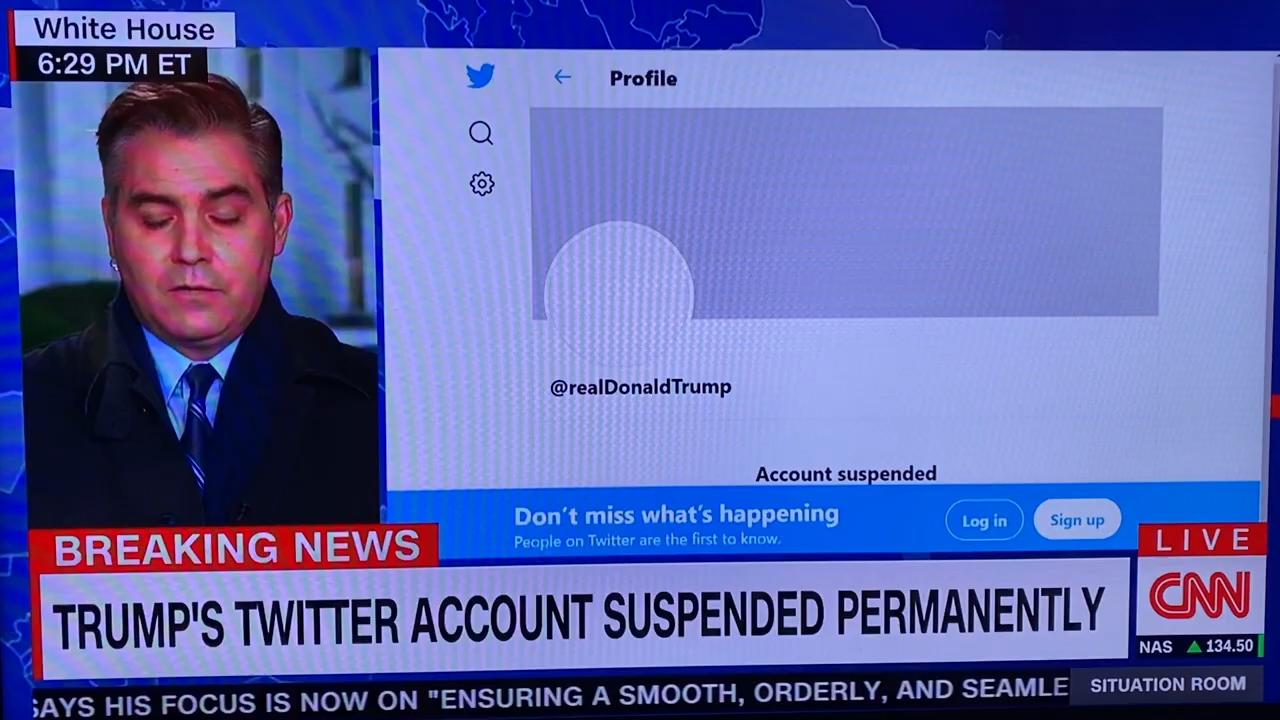 White House
6:29 PM ET
Profile
@realDonaldTrump
Account suspended
Don't miss what's happening
People on Twitter are the first to know.
Log in
Sign up
BREAKING NEWS
LIVE
TRUMP'S TWITTER ACCOUNT SUSPENDED PERMANENTLY
CNN
NAS ▲ 134.50
SAYS HIS FOCUS IS NOW ON "ENSURING A SMOOTH, ORDERLY, AND SEAMLE
SITUATION ROOM